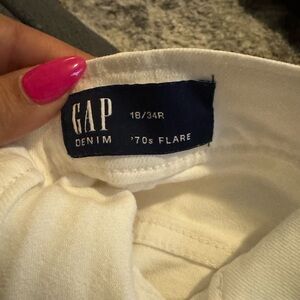 GAP
DENIM
18/34R
'70s FLARE